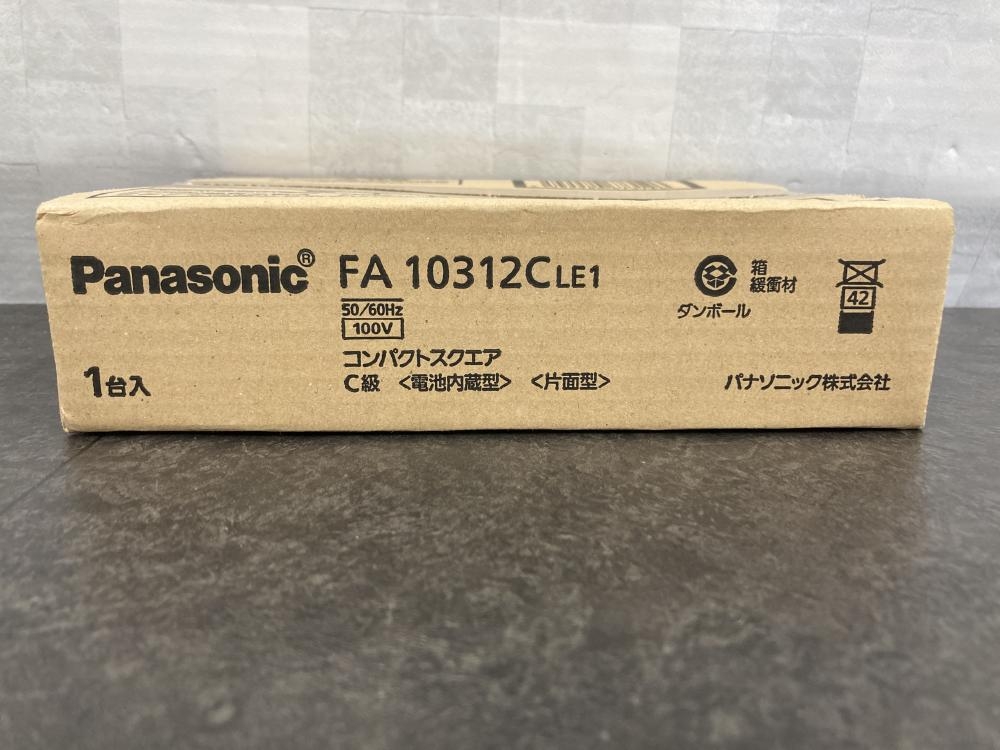 Panasonic® FA 10312C LE1
50/60Hz
100V
コンパクトスクエア
C級 〈電池内蔵型〉 〈片面型〉
1台入
箱
緩衝材
ダンボール
42
パナソニック株式会社